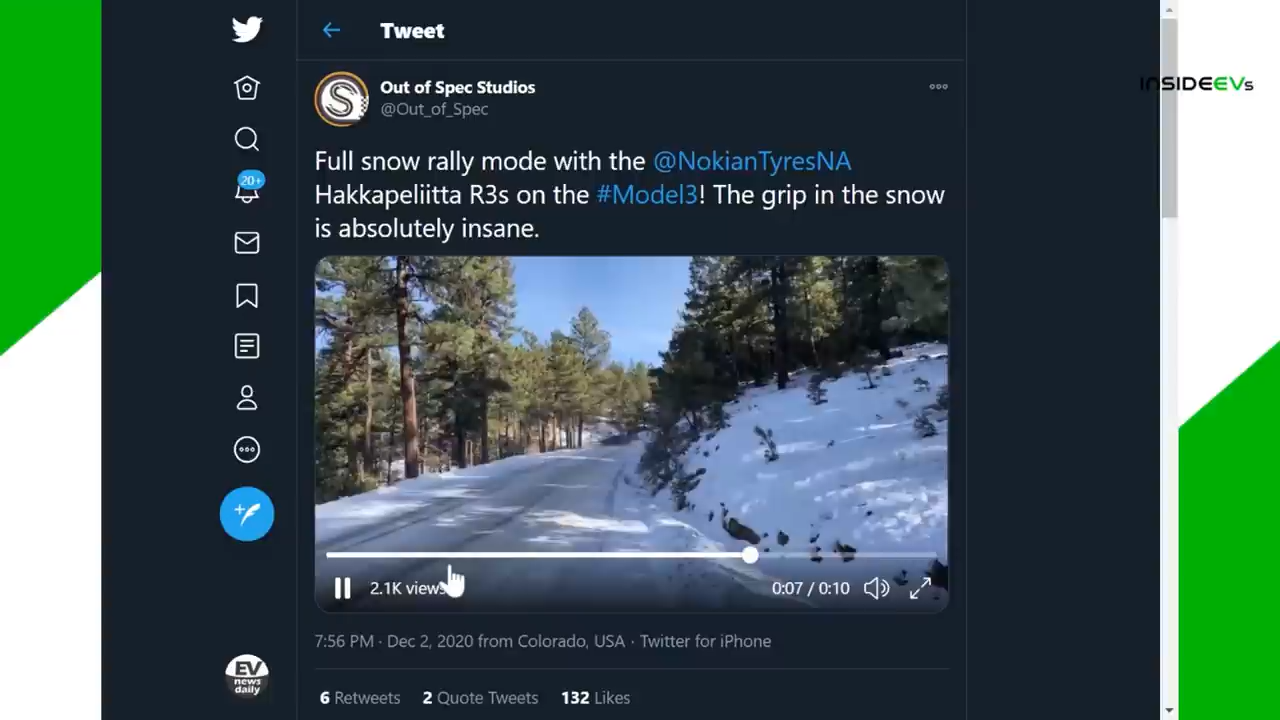 Tweet
INSIDEEVs
Out of Spec Studios
@Out_of_Spec
20+
Full snow rally mode with the @NokianTyresNA
Hakkapeliitta R3s on the #Model3! The grip in the snow
is absolutely insane.
2.1K views
0:07 / 0:10
7:56 PM · Dec 2, 2020 from Colorado, USA · Twitter for iPhone
EV
news
daily
6 Retweets 2 Quote Tweets 132 Likes